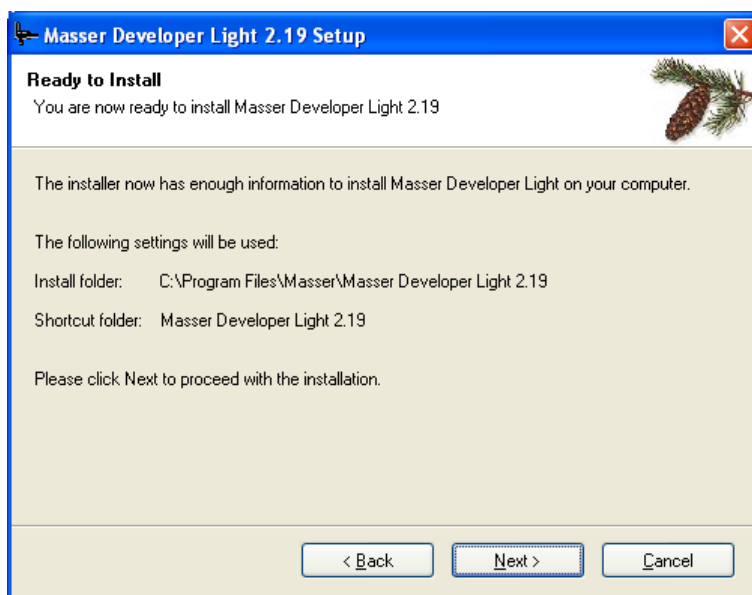 Masser Developer Light 2.19 Setup
Ready to Install
You are now ready to install Masser Developer Light 2.19
The installer now has enough information to install Masser Developer Light on your computer.
The following settings will be used:
Install folder: C:\Program Files\Masser\Masser Developer Light 2.19
Shortcut folder: Masser Developer Light 2.19
Please click Next to proceed with the installation.
< Back Next > Cancel